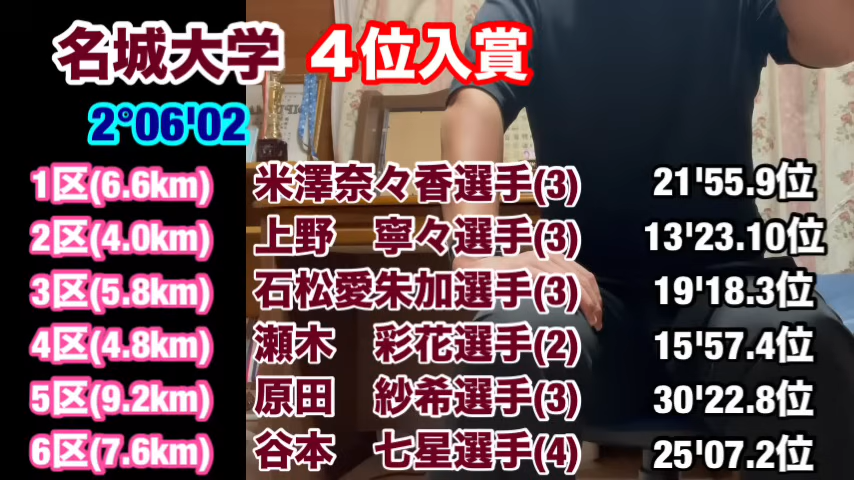 名城大学 4位入賞
2°06'02
1区(6.6km) 米澤奈々香選手(3) 21'55.9位
2区(4.0km) 上野 寧々選手(3) 13'23.10位
3区(5.8km) 石松愛朱加選手(3) 19'18.3位
4区(4.8km) 瀬木 彩花選手(2) 15'57.4位
5区(9.2km) 原田 紗希選手(3) 30'22.8位
6区(7.6km) 谷本 七星選手(4) 25'07.2位